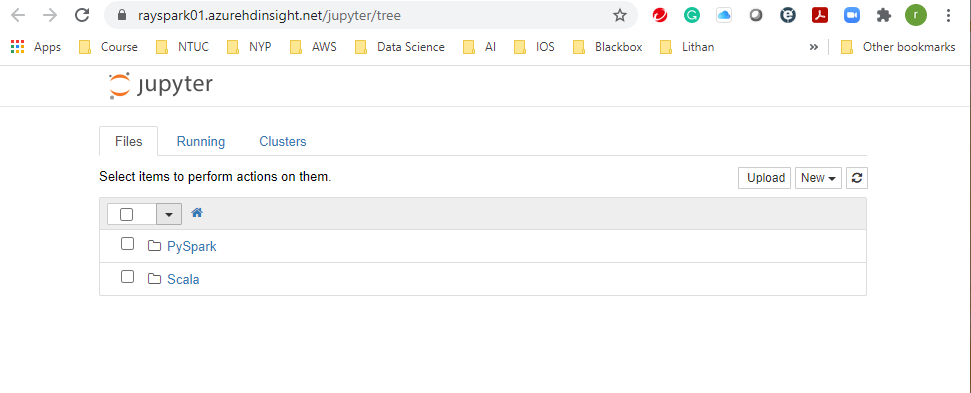 rayspark01.azurehdinsight.net/jupyter/tree
r
Apps Course NTUC NYP AWS Data Science AI IOS Blackbox Lithan » Other bookmarks
jupyter
Files Running Clusters
Select items to perform actions on them. Upload New
PySpark
Scala